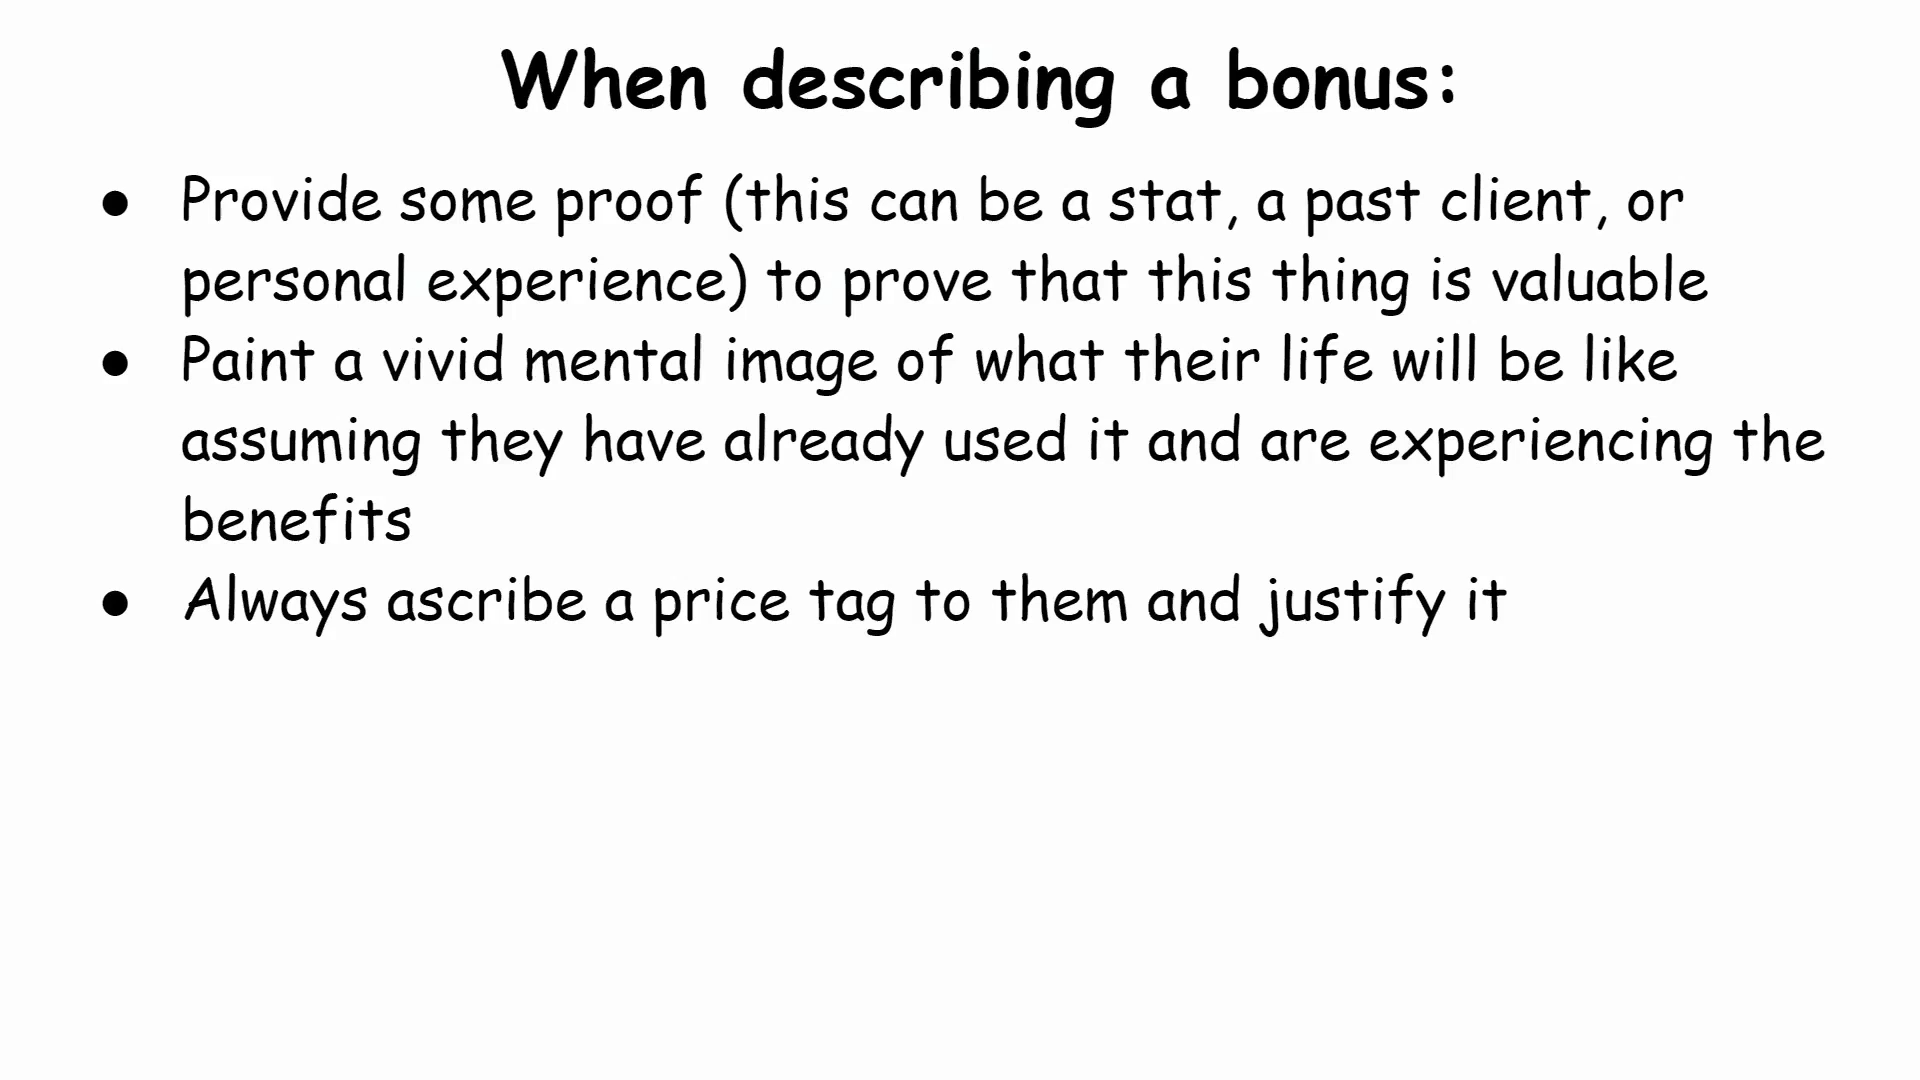 When describing a bonus:
● Provide some proof (this can be a stat, a past client, or
personal experience) to prove that this thing is valuable
● Paint a vivid mental image of what their life will be like
assuming they have already used it and are experiencing the
benefits
● Always ascribe a price tag to them and justify it